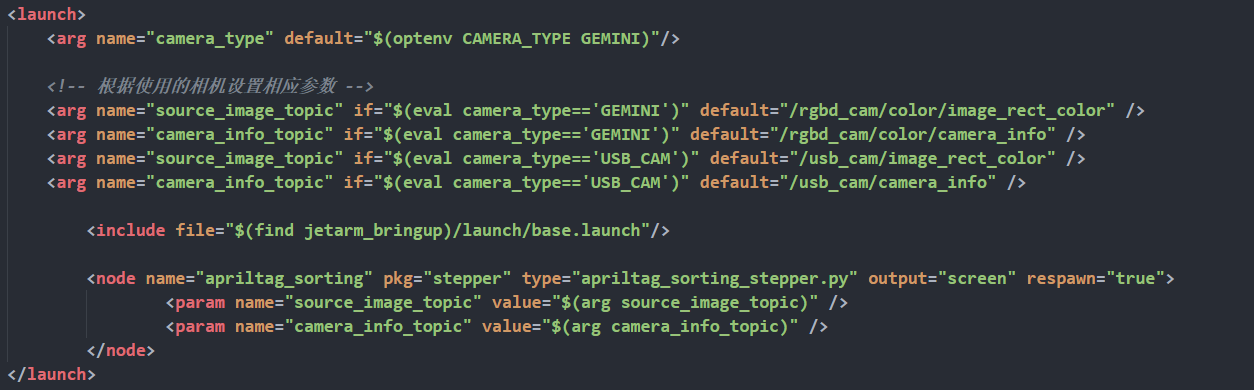 <launch>
    <arg name="camera_type" default="$(optenv CAMERA_TYPE GEMINI)"/>

    <!-- 根据使用的相机设置相应参数 -->
    <arg name="source_image_topic" if="$(eval camera_type=='GEMINI')" default="/rgbd_cam/color/image_rect_color" />
    <arg name="camera_info_topic" if="$(eval camera_type=='GEMINI')" default="/rgbd_cam/color/camera_info" />
    <arg name="source_image_topic" if="$(eval camera_type=='USB_CAM')" default="/usb_cam/image_rect_color" />
    <arg name="camera_info_topic" if="$(eval camera_type=='USB_CAM')" default="/usb_cam/camera_info" />

        <include file="$(find jetarm_bringup)/launch/base.launch"/>

        <node name="apriltag_sorting" pkg="stepper" type="apriltag_sorting_stepper.py" output="screen" respawn="true">
                <param name="source_image_topic" value="$(arg source_image_topic)" />
                <param name="camera_info_topic" value="$(arg camera_info_topic)" />
        </node>
</launch>